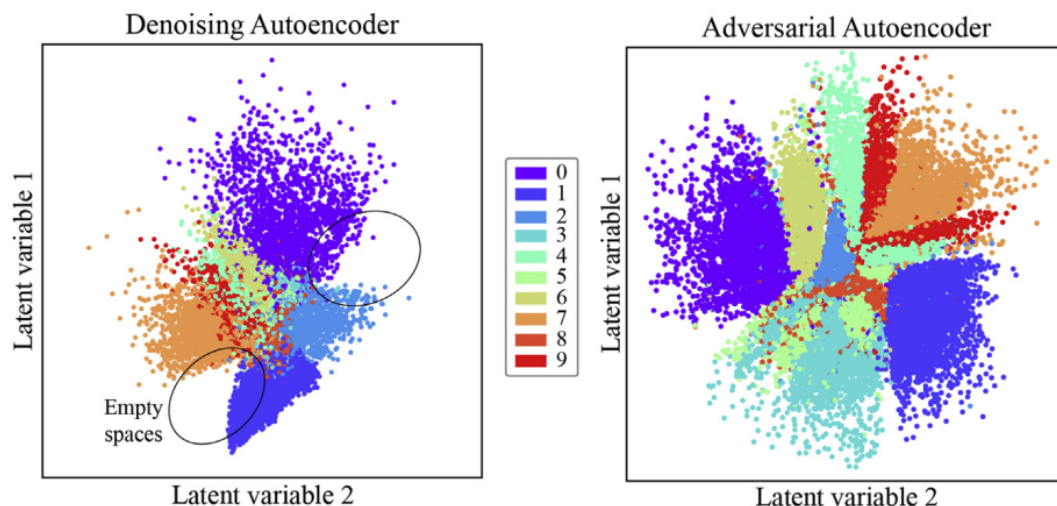 Denoising Autoencoder
Latent variable 1
Empty
spaces
Latent variable 2
0
1
2
3
4
5
6
7
8
9
Adversarial Autoencoder
Latent variable 1
Latent variable 2